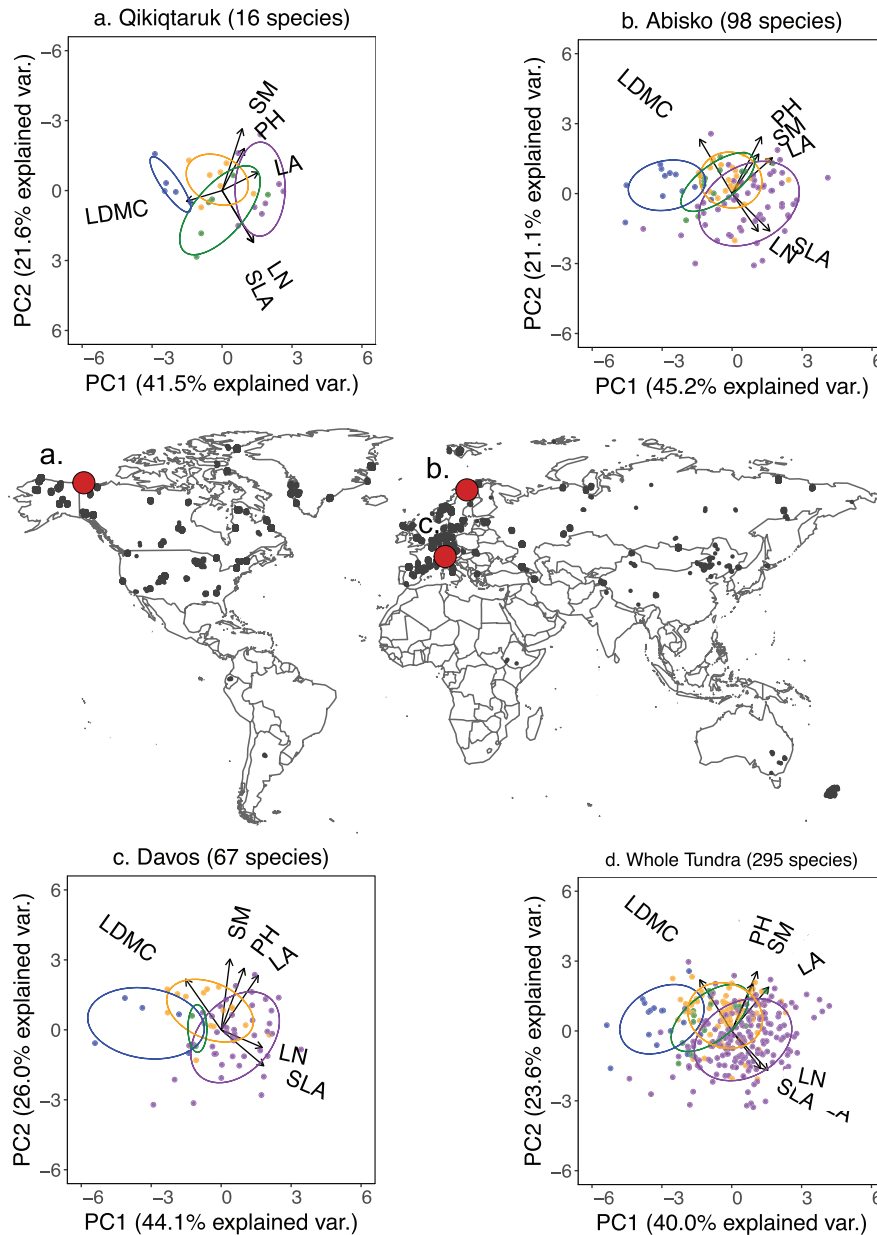 a. Qikiqtaruk (16 species)
−6
−3
0
3
6
PC2 (21.6% explained var.)
SM
PH
LA
LDMC
LN
SLA
−6 −3 0 3 6
PC1 (41.5% explained var.)
b. Abisko (98 species)
6
3
0
−3
−6
PC2 (21.1% explained var.)
LDMC
PH
SM
LA
LN
SLA
−6 −3 0 3 6
PC1 (45.2% explained var.)
a.
b.
c.
c. Davos (67 species)
6
3
0
−3
−6
PC2 (26.0% explained var.)
LDMC
SM
PH
LA
LN
SLA
−6 −3 0 3 6
PC1 (44.1% explained var.)
d. Whole Tundra (295 species)
6
3
0
−3
−6
PC2 (23.6% explained var.)
LDMC
PH
SM
LA
LN
SLA
−6 −3 0 3 6
PC1 (40.0% explained var.)